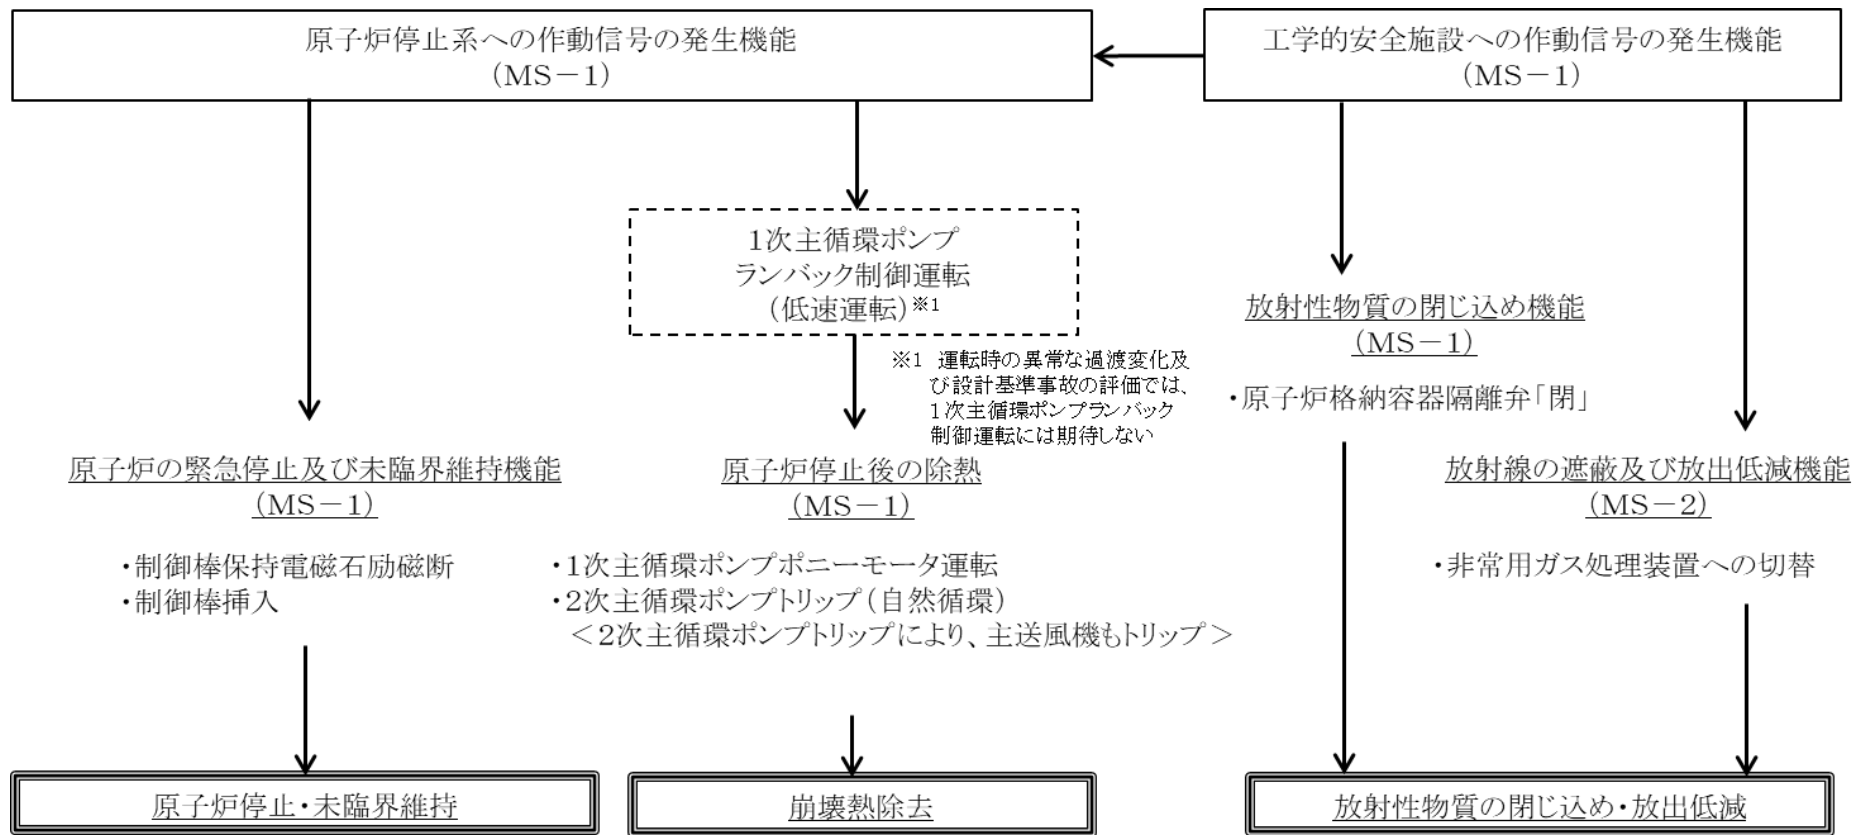 原子炉停止系への作動信号の発生機能
(MS-1)
工学的安全施設への作動信号の発生機能
(MS-1)
1次主循環ポンプ
ランバック制御運転
(低速運転)※1
※1 運転時の異常な過渡変化及
び設計基準事故の評価では、
1次主循環ポンプランバック
制御運転には期待しない
放射性物質の閉じ込め機能
(MS-1)
・原子炉格納容器隔離弁「閉」
原子炉の緊急停止及び未臨界維持機能
(MS-1)
・制御棒保持電磁石励磁断
・制御棒挿入
原子炉停止後の除熱
(MS-1)
・1次主循環ポンプポニーモータ運転
・2次主循環ポンプトリップ(自然循環)
<2次主循環ポンプトリップにより、主送風機もトリップ>
放射線の遮蔽及び放出低減機能
(MS-2)
・非常用ガス処理装置への切替
原子炉停止・未臨界維持
崩壊熱除去
放射性物質の閉じ込め・放出低減